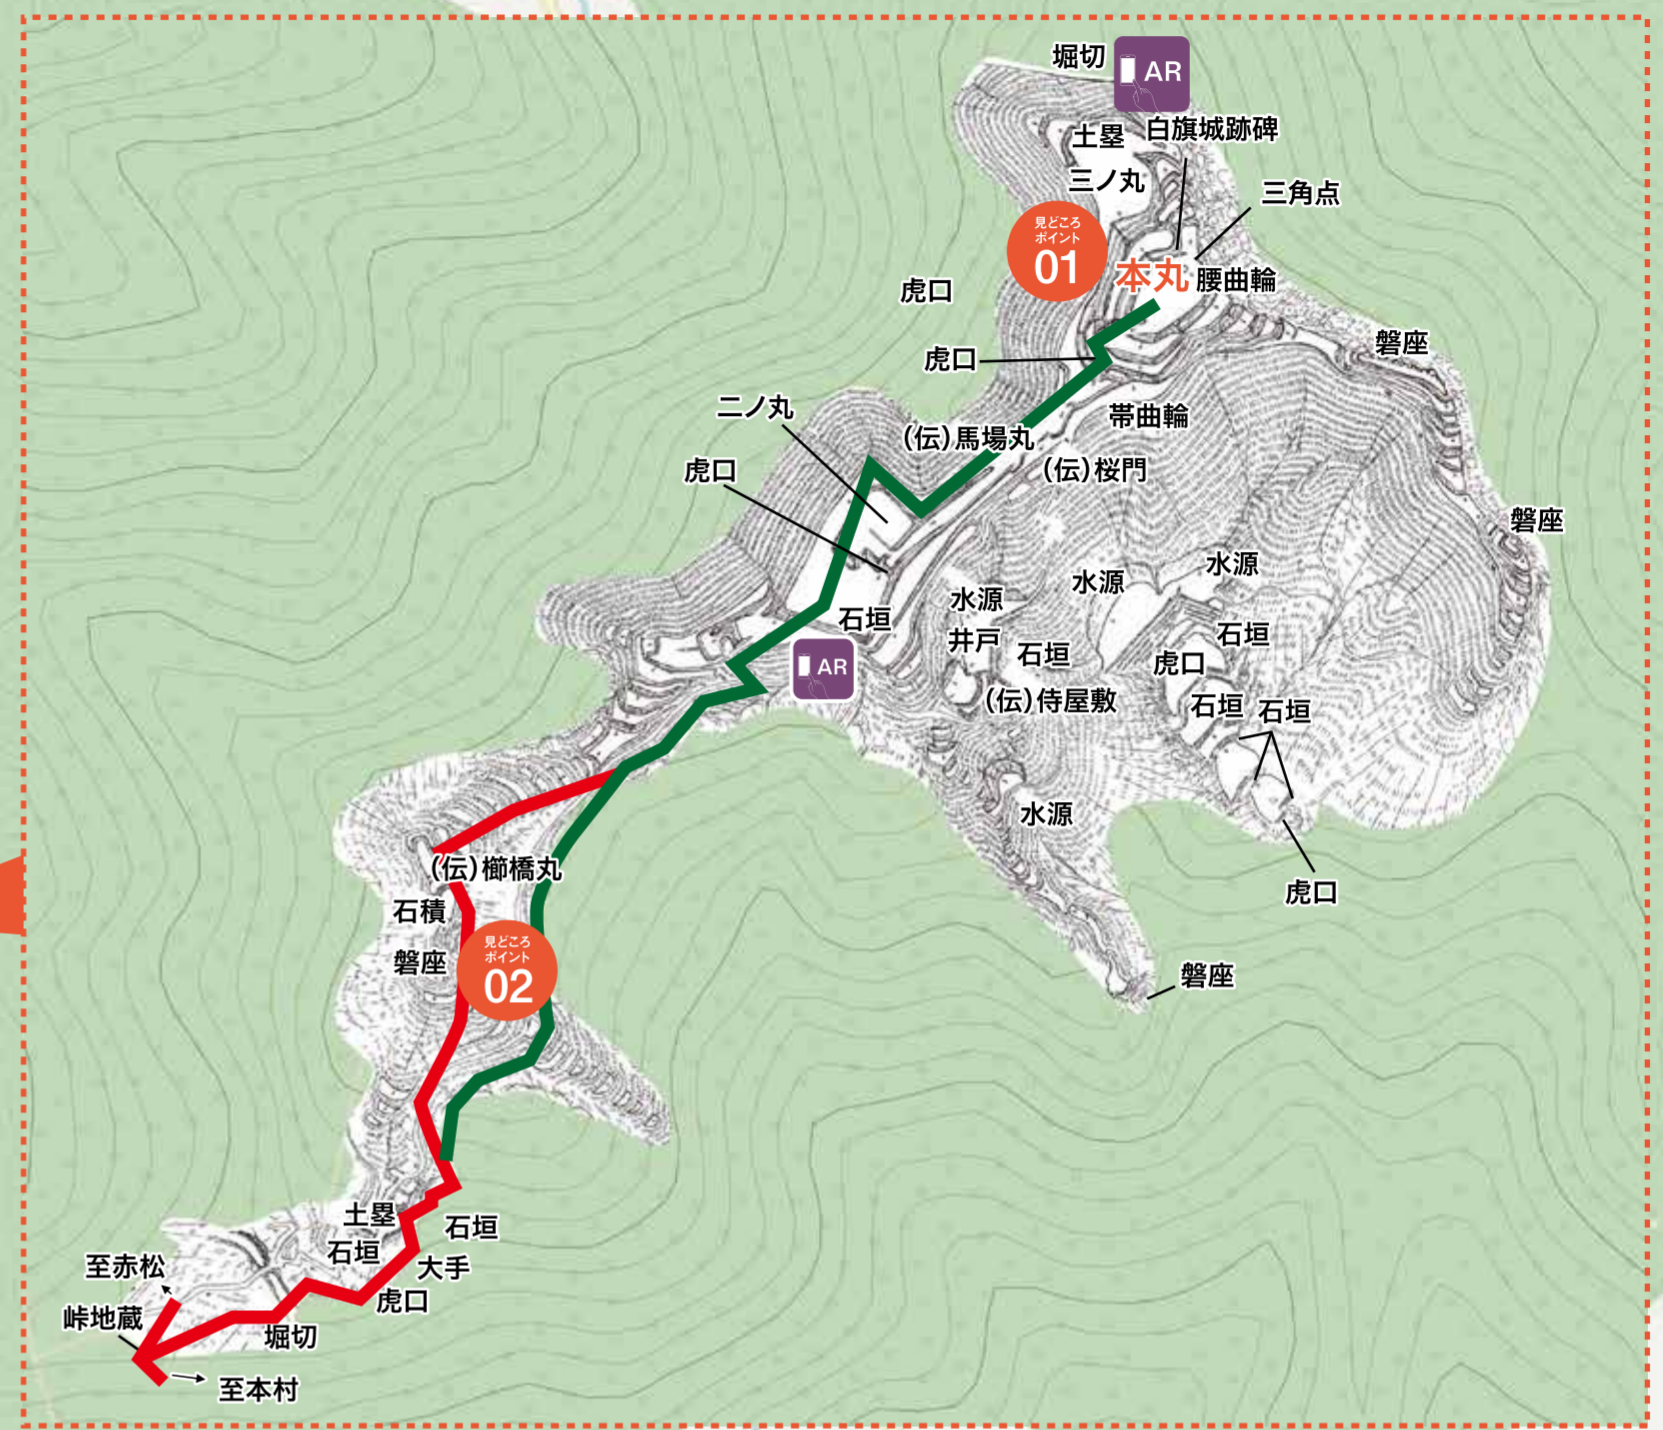 堀切
AR
土塁
白旗城跡碑
三ノ丸
三角点
見どころ
ポイント
01
本丸
腰曲輪
虎口
磐座
虎口
二ノ丸
帯曲輪
(伝)馬場丸
虎口
(伝)桜門
磐座
水源
水源
水源
石垣
井戸
石垣
石垣
虎口
AR
(伝)侍屋敷
石垣
石垣
水源
(伝)櫛橋丸
虎口
石積
見どころ
ポイント
02
磐座
磐座
土塁
石垣
石垣
大手
至赤松
虎口
峠地蔵
堀切
至本村